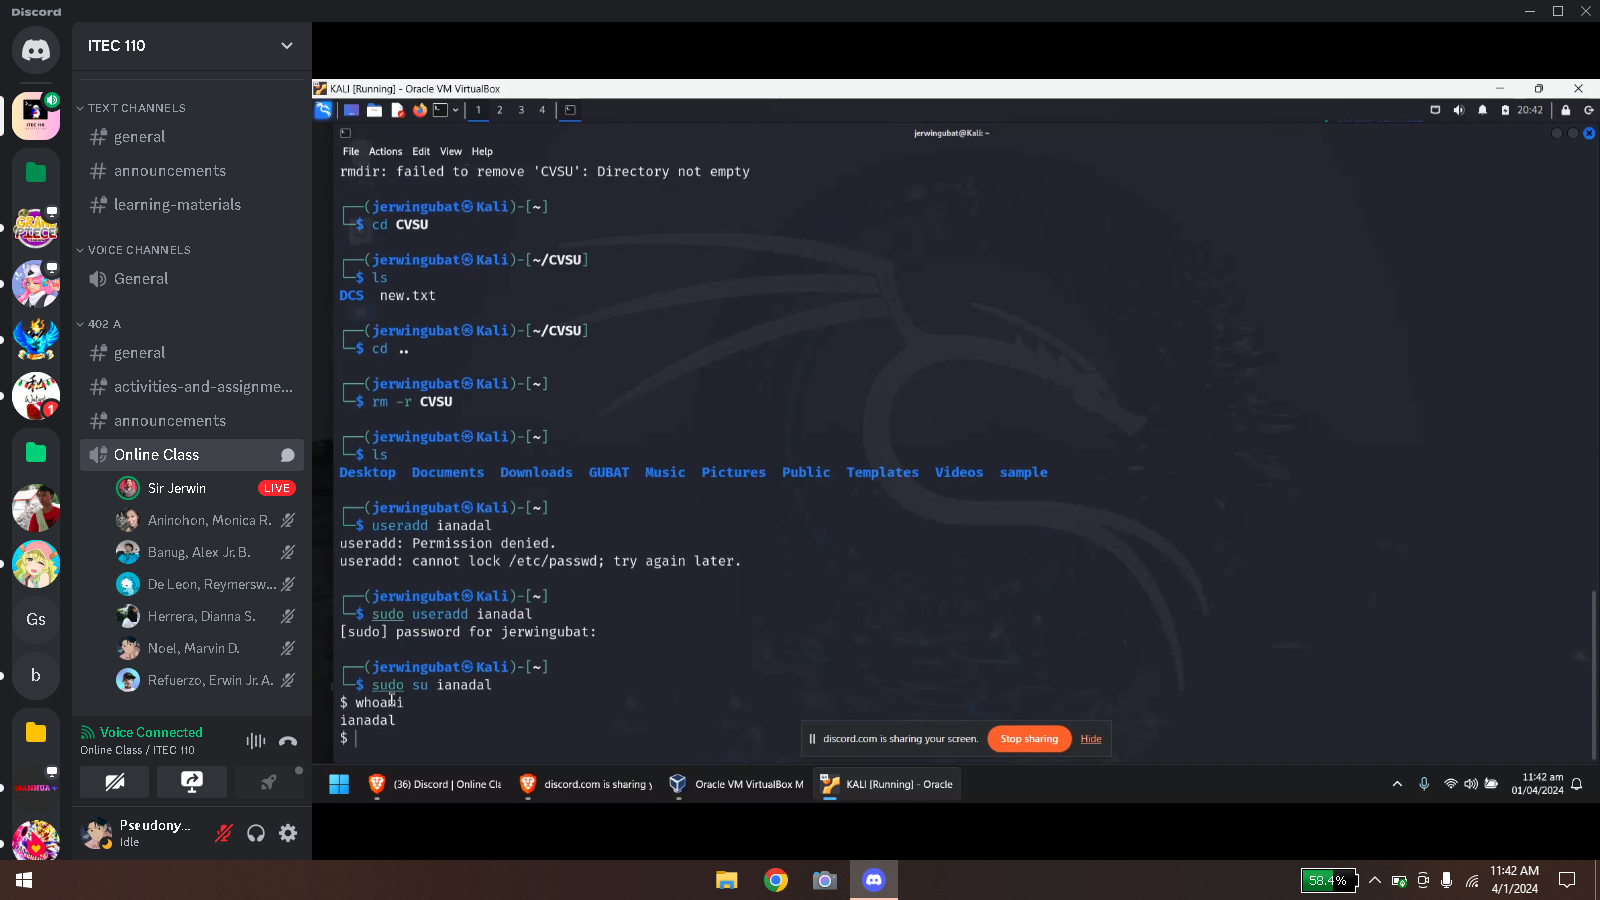 Discord
ITEC 110
TEXT CHANNELS
general
announcements
learning-materials
VOICE CHANNELS
General
402 A
general
activities-and-assignme...
announcements
Online Class
Sir Jerwin
LIVE
Aninohon, Monica R.
Banug, Alex Jr. B.
De Leon, Reymersw...
Herrera, Dianna S.
Noel, Marvin D.
Refuerzo, Erwin Jr. A.
Gs
b
1
MANHUA +
Voice Connected
Online Class / ITEC 110
Pseudony...
Idle
KALI [Running] - Oracle VM VirtualBox
1 2 3 4
20:42
jerwingubat@Kali: ~
File Actions Edit View Help
rmdir: failed to remove 'CVSU': Directory not empty
(jerwingubat㉿Kali)-[~]
$ cd CVSU
(jerwingubat㉿Kali)-[~/CVSU]
$ ls
DCS new.txt
(jerwingubat㉿Kali)-[~/CVSU]
$ cd ..
(jerwingubat㉿Kali)-[~]
$ rm -r CVSU
(jerwingubat㉿Kali)-[~]
$ ls
Desktop Documents Downloads GUBAT Music Pictures Public Templates Videos sample
(jerwingubat㉿Kali)-[~]
$ useradd ianadal
useradd: Permission denied.
useradd: cannot lock /etc/passwd; try again later.
(jerwingubat㉿Kali)-[~]
$ sudo useradd ianadal
[sudo] password for jerwingubat:
(jerwingubat㉿Kali)-[~]
$ sudo su ianadal
$ whoami
ianadal
$
discord.com is sharing your screen. Stop sharing Hide
(36) Discord | Online Cl
discord.com is sharing y
Oracle VM VirtualBox M
KALI [Running] - Oracle
11:42 am
01/04/2024
58.4%
11:42 AM
4/1/2024